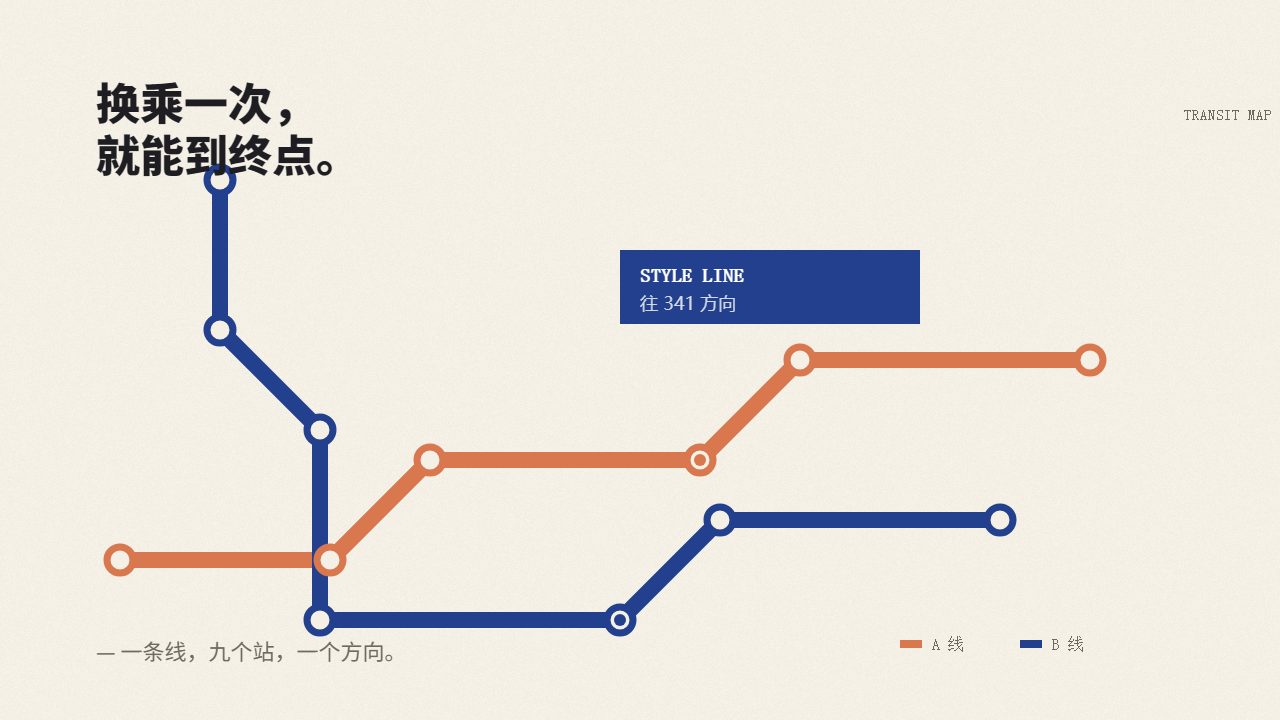 换乘一次，
就能到终点。
TRANSIT MAP
STYLE LINE
往 341 方向
— 一条线，九个站，一个方向。
A 线
B 线